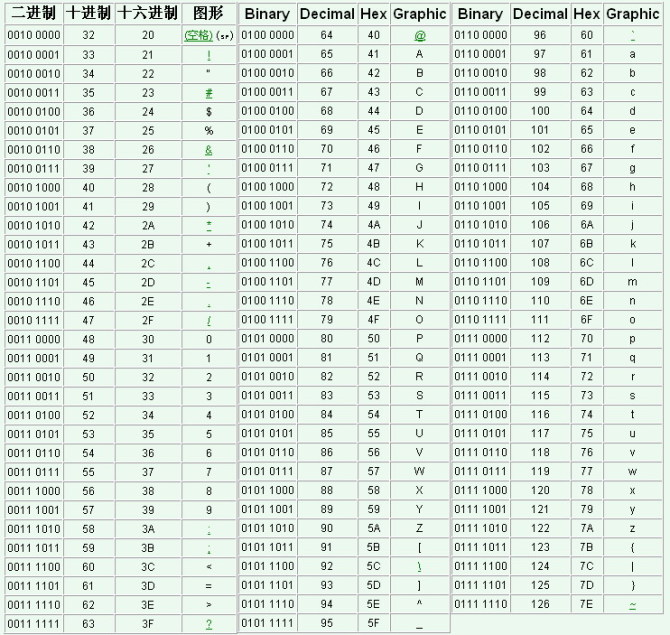 二进制 十进制 十六进制 图形 Binary Decimal Hex Graphic Binary Decimal Hex Graphic
0010 0000 32 20 (空格) (SP) 0100 0000 64 40 @ 0110 0000 96 60 `
0010 0001 33 21 ! 0100 0001 65 41 A 0110 0001 97 61 a
0010 0010 34 22 " 0100 0010 66 42 B 0110 0010 98 62 b
0010 0011 35 23 # 0100 0011 67 43 C 0110 0011 99 63 c
0010 0100 36 24 $ 0100 0100 68 44 D 0110 0100 100 64 d
0010 0101 37 25 % 0100 0101 69 45 E 0110 0101 101 65 e
0010 0110 38 26 & 0100 0110 70 46 F 0110 0110 102 66 f
0010 0111 39 27 ' 0100 0111 71 47 G 0110 0111 103 67 g
0010 1000 40 28 ( 0100 1000 72 48 H 0110 1000 104 68 h
0010 1001 41 29 ) 0100 1001 73 49 I 0110 1001 105 69 i
0010 1010 42 2A * 0100 1010 74 4A J 0110 1010 106 6A j
0010 1011 43 2B + 0100 1011 75 4B K 0110 1011 107 6B k
0010 1100 44 2C , 0100 1100 76 4C L 0110 1100 108 6C l
0010 1101 45 2D - 0100 1101 77 4D M 0110 1101 109 6D m
0010 1110 46 2E . 0100 1110 78 4E N 0110 1110 110 6E n
0010 1111 47 2F / 0100 1111 79 4F O 0110 1111 111 6F o
0011 0000 48 30 0 0101 0000 80 50 P 0111 0000 112 70 p
0011 0001 49 31 1 0101 0001 81 51 Q 0111 0001 113 71 q
0011 0010 50 32 2 0101 0010 82 52 R 0111 0010 114 72 r
0011 0011 51 33 3 0101 0011 83 53 S 0111 0011 115 73 s
0011 0100 52 34 4 0101 0100 84 54 T 0111 0100 116 74 t
0011 0101 53 35 5 0101 0101 85 55 U 0111 0101 117 75 u
0011 0110 54 36 6 0101 0110 86 56 V 0111 0110 118 76 v
0011 0111 55 37 7 0101 0111 87 57 W 0111 0111 119 77 w
0011 1000 56 38 8 0101 1000 88 58 X 0111 1000 120 78 x
0011 1001 57 39 9 0101 1001 89 59 Y 0111 1001 121 79 y
0011 1010 58 3A : 0101 1010 90 5A Z 0111 1010 122 7A z
0011 1011 59 3B ; 0101 1011 91 5B [ 0111 1011 123 7B {
0011 1100 60 3C < 0101 1100 92 5C \ 0111 1100 124 7C |
0011 1101 61 3D = 0101 1101 93 5D ] 0111 1101 125 7D }
0011 1110 62 3E > 0101 1110 94 5E ^ 0111 1110 126 7E ~
0011 1111 63 3F ? 0101 1111 95 5F _